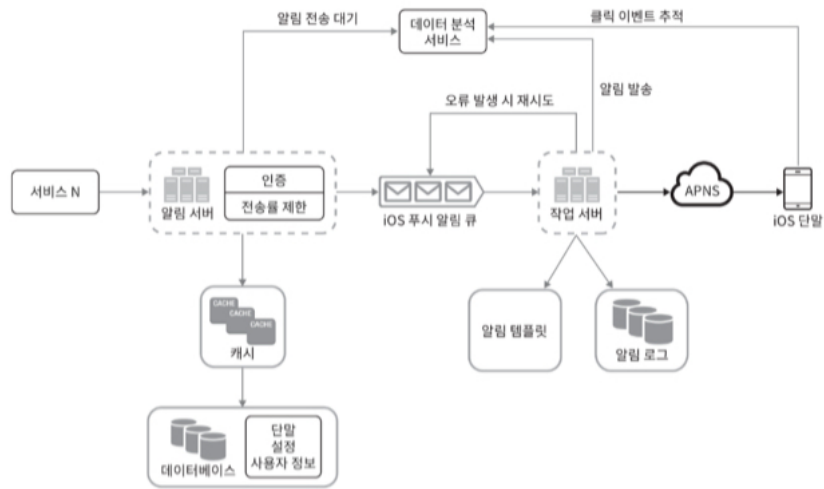 알림 전송 대기
데이터 분석
서비스
클릭 이벤트 추적
알림 발송
오류 발생 시 재시도
서비스 N
알림 서버
인증
전송률 제한
iOS 푸시 알림 큐
작업 서버
APNS
iOS 단말
CACHE
CACHE
CACHE
캐시
알림 템플릿
알림 로그
데이터베이스
단말
설정
사용자 정보